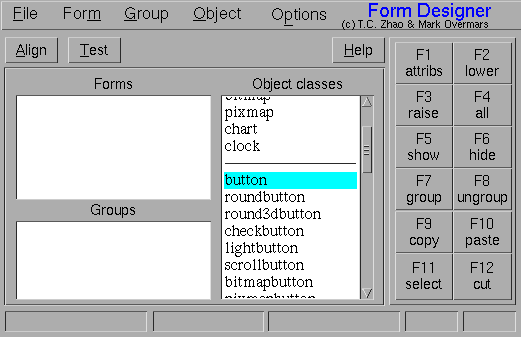 File Form Group Object Options
Form Designer
(c) T.C. Zhao & Mark Overmars
Align Test Help
Forms
Object classes
bitmap
pixmap
chart
clock
button
roundbutton
round3dbutton
checkbutton
lightbutton
scrollbutton
bitmapbutton
pixmapbutton
Groups
F1 attribs
F2 lower
F3 raise
F4 all
F5 show
F6 hide
F7 group
F8 ungroup
F9 copy
F10 paste
F11 select
F12 cut